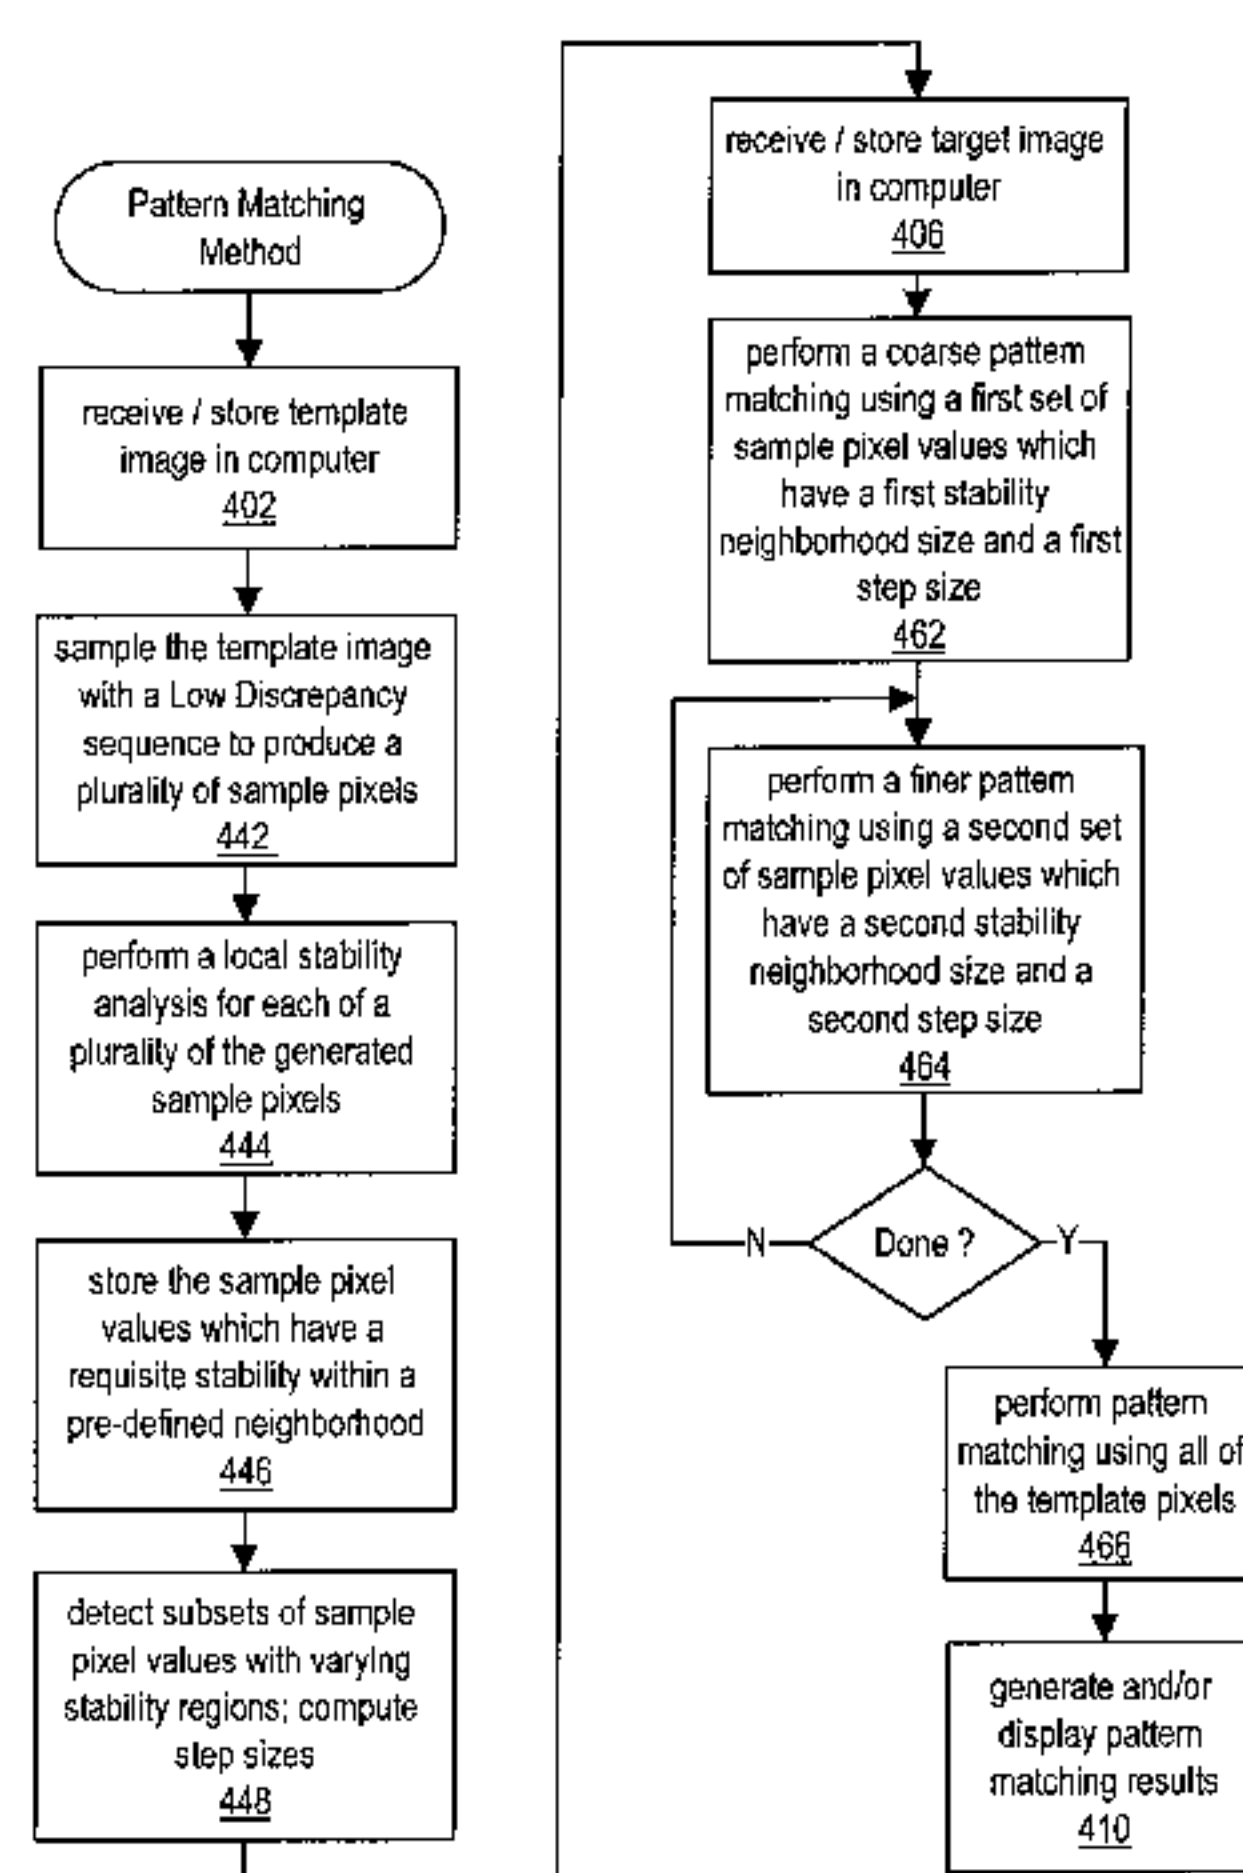 Pattern Matching
Method
receive / store template
image in computer
402
sample the template image
with a Low Discrepancy
sequence to produce a
plurality of sample pixels
442
perform a local stability
analysis for each of a
plurality of the generated
sample pixels
444
store the sample pixel
values which have a
requisite stability within a
pre-defined neighborhood
446
detect subsets of sample
pixel values with varying
stability regions; compute
step sizes
448
receive / store target image
in computer
406
perform a coarse pattern
matching using a first set of
sample pixel values which
have a first stability
neighborhood size and a first
step size
462
perform a finer pattern
matching using a second set
of sample pixel values which
have a second stability
neighborhood size and a
second step size
464
N
Done ?
Y
perform pattern
matching using all of
the template pixels
466
generate and/or
display pattern
matching results
410